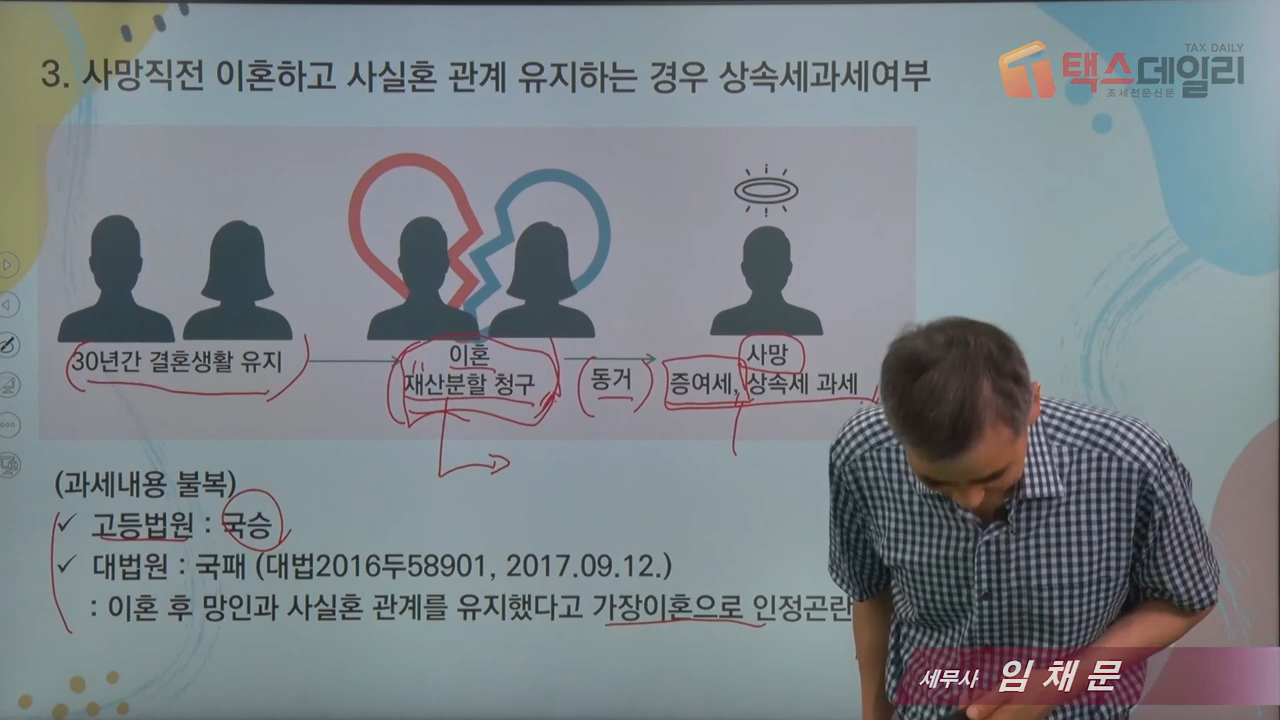 3. 사망직전 이혼하고 사실혼 관계 유지하는 경우 상속세과세여부
TAX DAILY
택스데일리
조세전문신문
30년간 결혼생활 유지
이혼
재산분할 청구
동거
사망
증여세, 상속세 과세
(과세내용 불복)
✓ 고등법원 : 국승
✓ 대법원 : 국패 (대법2016두58901, 2017.09.12.)
: 이혼 후 망인과 사실혼 관계를 유지했다고 가장이혼으로 인정곤란
세무사 임채문